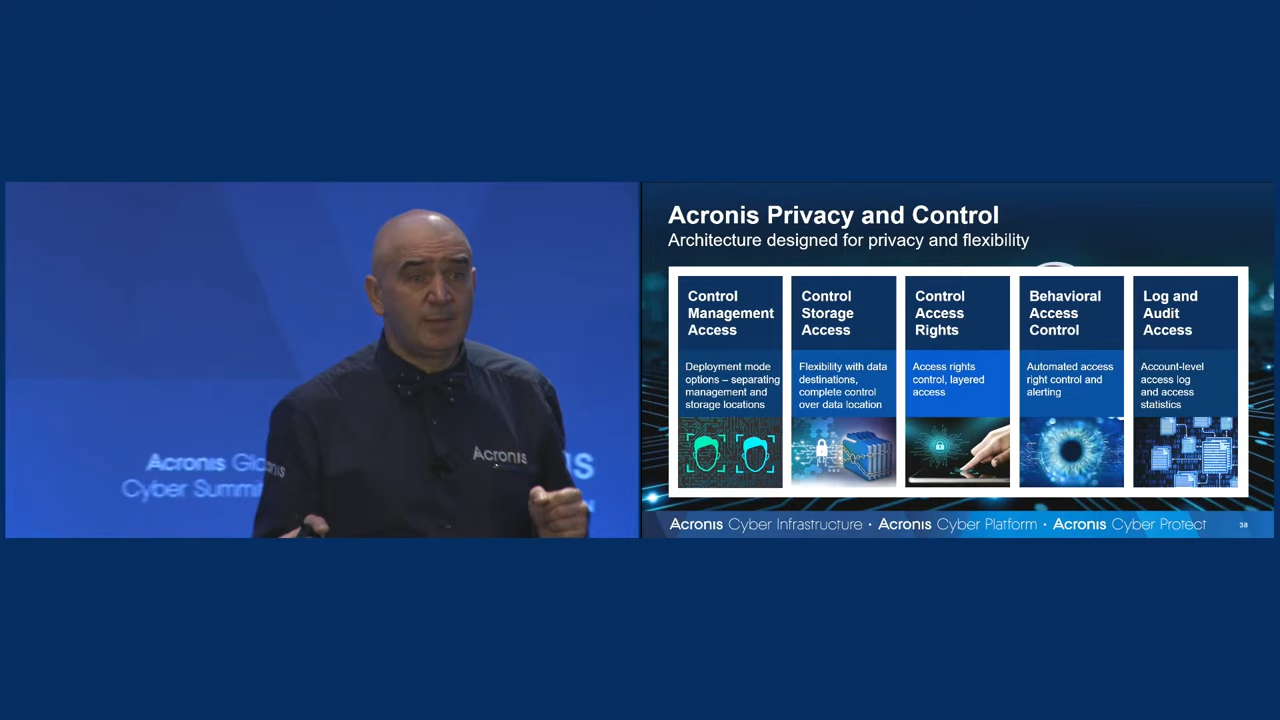 Acronis
Acronis
Cyber Summit
Acronis Privacy and Control
Architecture designed for privacy and flexibility
Control
Management
Access
Deployment mode
options – separating
management and
storage locations
Control
Storage
Access
Flexibility with data
destinations,
complete control
over data location
Control
Access
Rights
Access rights
control, layered
access
Behavioral
Access
Control
Automated access
right control and
alerting
Log and
Audit
Access
Account-level
access log
and access
statistics
Acronis Cyber Infrastructure · Acronis Cyber Platform · Acronis Cyber Protect
38